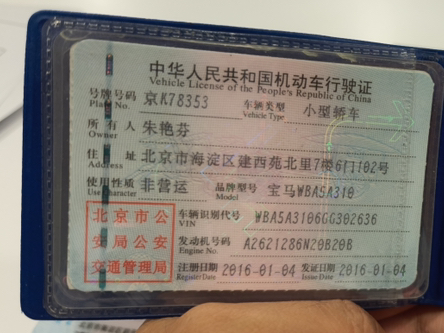 中华人民共和国机动车行驶证
Vehicle License of the People's Republic of China
号牌号码 京K78353 车辆类型 小型轿车
Plate No. Vehicle Type
所有人 朱艳芬
Owner
住址 北京市海淀区建西苑北里7楼6门102号
Address
使用性质 非营运 品牌型号 宝马WBA5A310
Use Character Model
北京市公安局公安交通管理局
车辆识别代号 WBA5A3106GG302636
VIN
发动机号码 A2621286N20B20B
Engine No.
注册日期 2016-01-04 发证日期 2016-01-04
Register Date Issue Date